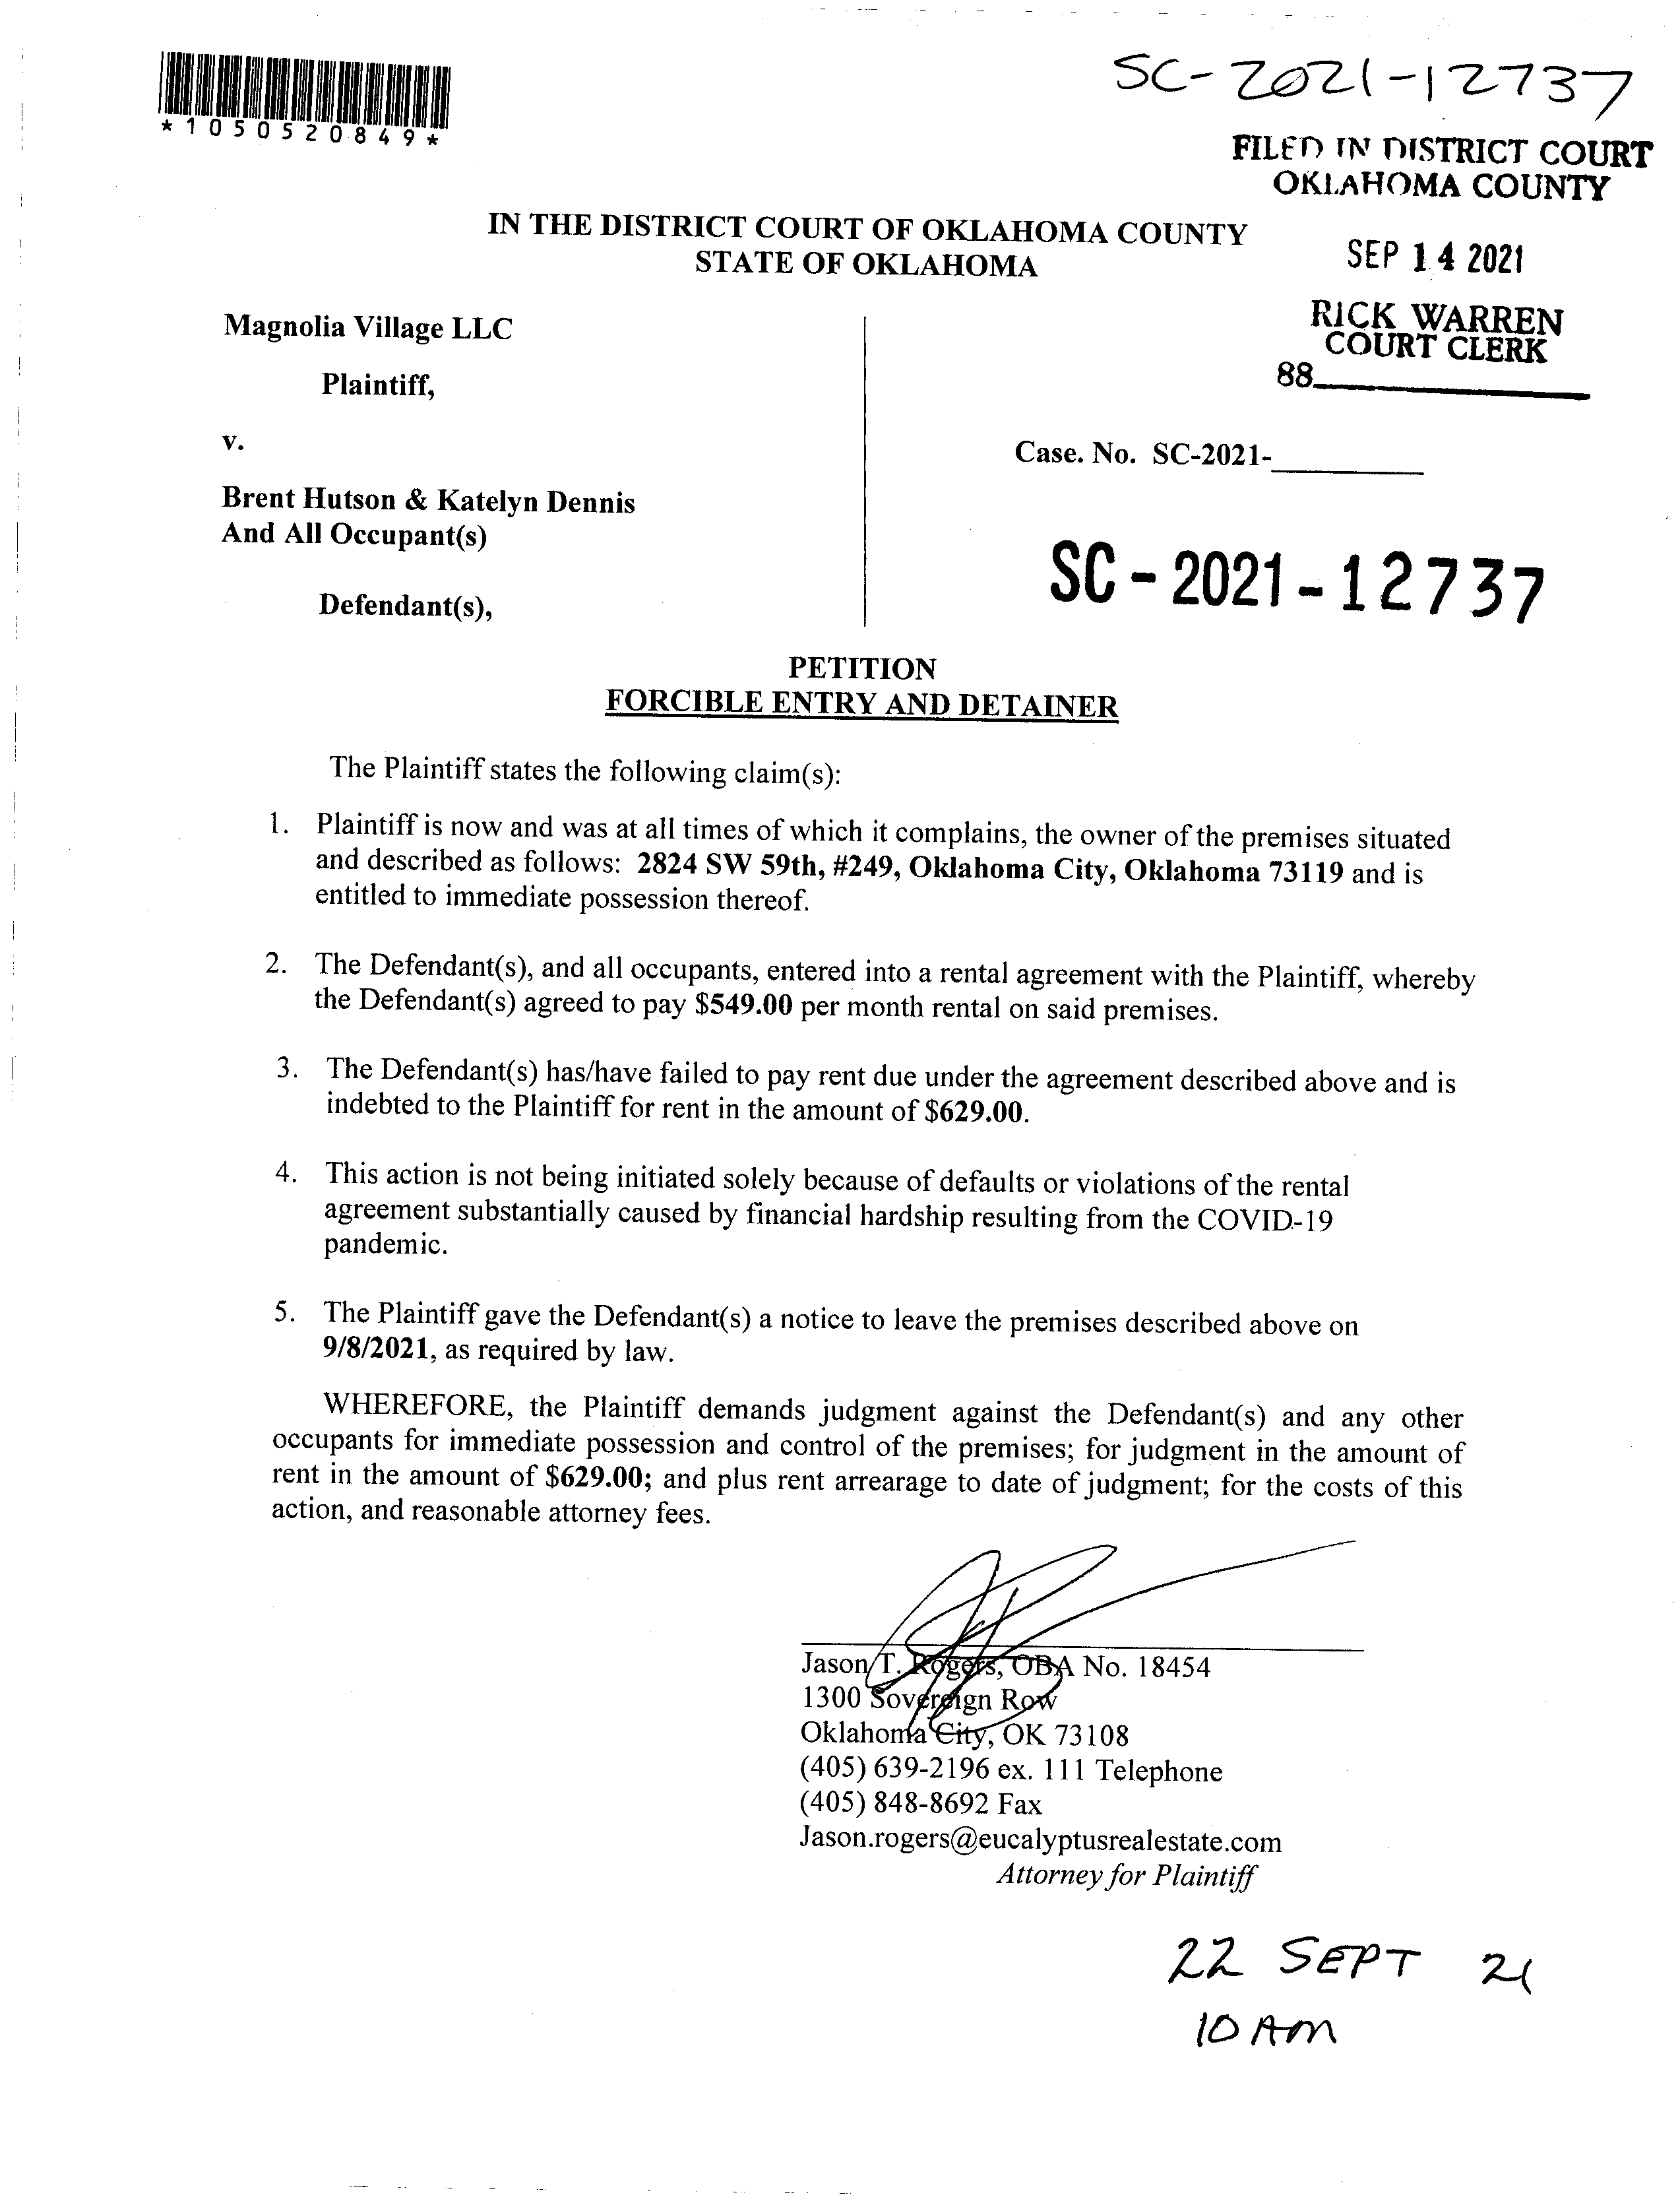 SC-2021-12737
*1050520849*
FILED IN DISTRICT COURT
OKLAHOMA COUNTY
IN THE DISTRICT COURT OF OKLAHOMA COUNTY
STATE OF OKLAHOMA
SEP 14 2021
RICK WARREN
COURT CLERK
88
Magnolia Village LLC
Plaintiff,
v.
Case. No. SC-2021-
Brent Hutson & Katelyn Dennis
And All Occupant(s)
SC-2021-12737
Defendant(s),
PETITION
FORCIBLE ENTRY AND DETAINER
The Plaintiff states the following claim(s):
1. Plaintiff is now and was at all times of which it complains, the owner of the premises situated
and described as follows: 2824 SW 59th, #249, Oklahoma City, Oklahoma 73119 and is
entitled to immediate possession thereof.
2. The Defendant(s), and all occupants, entered into a rental agreement with the Plaintiff, whereby
the Defendant(s) agreed to pay $549.00 per month rental on said premises.
3. The Defendant(s) has/have failed to pay rent due under the agreement described above and is
indebted to the Plaintiff for rent in the amount of $629.00.
4. This action is not being initiated solely because of defaults or violations of the rental
agreement substantially caused by financial hardship resulting from the COVID-19
pandemic.
5. The Plaintiff gave the Defendant(s) a notice to leave the premises described above on
9/8/2021, as required by law.
WHEREFORE, the Plaintiff demands judgment against the Defendant(s) and any other
occupants for immediate possession and control of the premises; for judgment in the amount of
rent in the amount of $629.00; and plus rent arrearage to date of judgment; for the costs of this
action, and reasonable attorney fees.
Jason T. Rogers, OBA No. 18454
1300 Sovereign Row
Oklahoma City, OK 73108
(405) 639-2196 ex. 111 Telephone
(405) 848-8692 Fax
Jason.rogers@eucalyptusrealestate.com
Attorney for Plaintiff
22 SEPT 21
10 AM